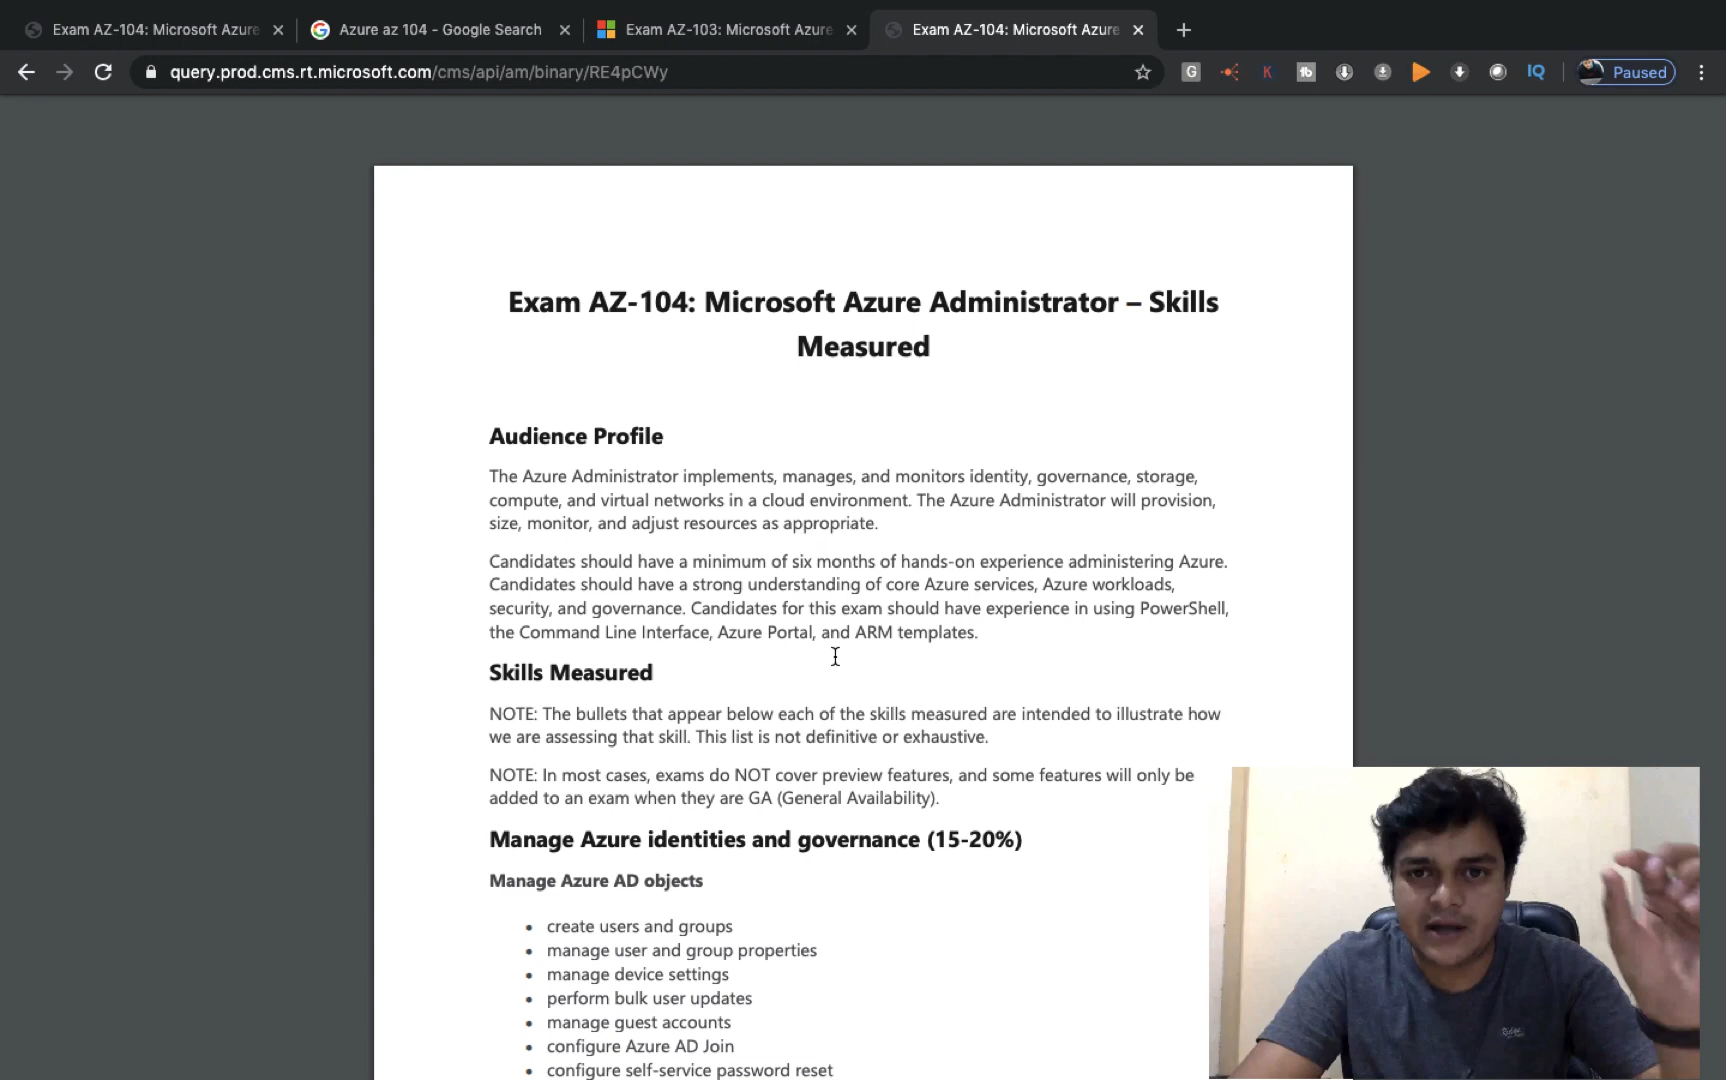 Exam AZ-104: Microsoft Azure
Azure az 104 - Google Search
Exam AZ-103: Microsoft Azure
Exam AZ-104: Microsoft Azure
query.prod.cms.rt.microsoft.com/cms/api/am/binary/RE4pCWy
G
K
tb
IQ
Paused
Exam AZ-104: Microsoft Azure Administrator – Skills
Measured
Audience Profile
The Azure Administrator implements, manages, and monitors identity, governance, storage,
compute, and virtual networks in a cloud environment. The Azure Administrator will provision,
size, monitor, and adjust resources as appropriate.
Candidates should have a minimum of six months of hands-on experience administering Azure.
Candidates should have a strong understanding of core Azure services, Azure workloads,
security, and governance. Candidates for this exam should have experience in using PowerShell,
the Command Line Interface, Azure Portal, and ARM templates.
Skills Measured
NOTE: The bullets that appear below each of the skills measured are intended to illustrate how
we are assessing that skill. This list is not definitive or exhaustive.
NOTE: In most cases, exams do NOT cover preview features, and some features will only be
added to an exam when they are GA (General Availability).
Manage Azure identities and governance (15-20%)
Manage Azure AD objects
• create users and groups
• manage user and group properties
• manage device settings
• perform bulk user updates
• manage guest accounts
• configure Azure AD Join
• configure self-service password reset